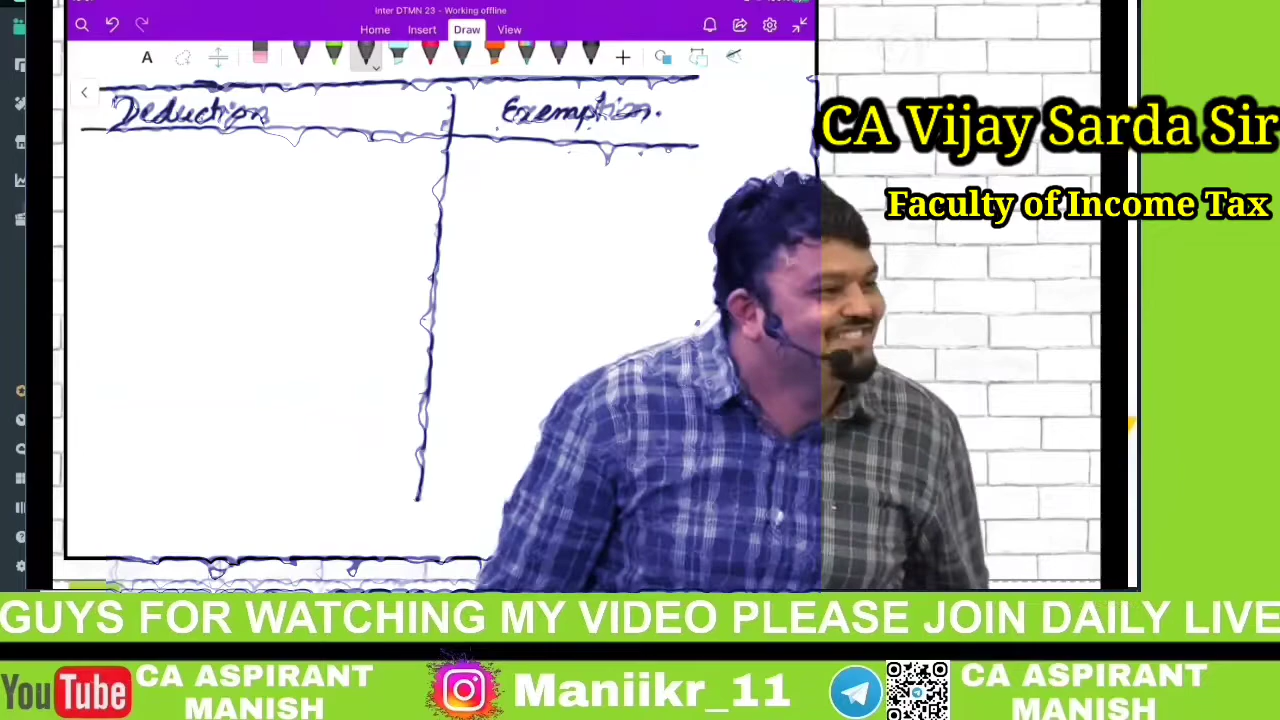 Inter DTMN 23 - Working offline
Home Insert Draw View
A
Deduction Exemption.
CA Vijay Sarda Sir
Faculty of Income Tax
GUYS FOR WATCHING MY VIDEO PLEASE JOIN DAILY LIVE
YouTube CA ASPIRANT MANISH
Maniikr_11
CA ASPIRANT MANISH